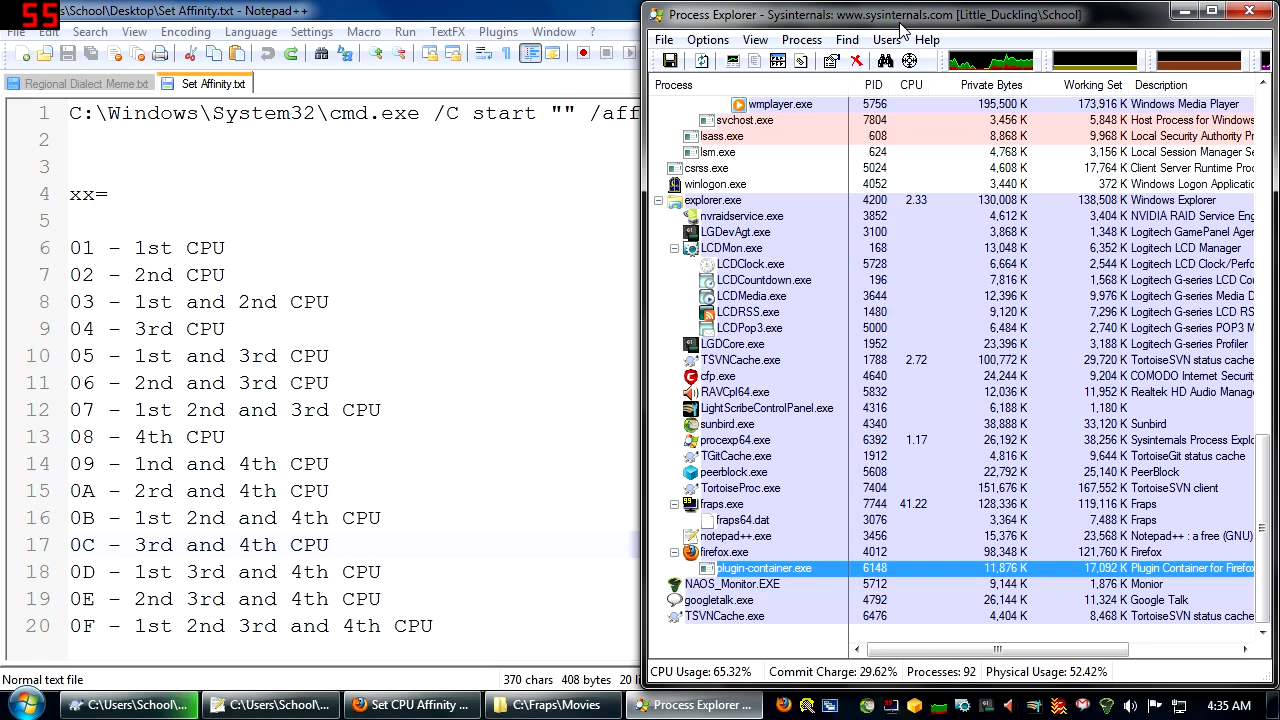 55
s\School\Desktop\Set Affinity.txt - Notepad++
File Edit Search View Encoding Language Settings Macro Run TextFX Plugins Window ?
Regional Dialect Meme.txt Set Affinity.txt
1 C:\Windows\System32\cmd.exe /C start "" /aff
2
3
4 xx=
5
6 01 - 1st CPU
7 02 - 2nd CPU
8 03 - 1st and 2nd CPU
9 04 - 3rd CPU
10 05 - 1st and 3rd CPU
11 06 - 2nd and 3rd CPU
12 07 - 1st 2nd and 3rd CPU
13 08 - 4th CPU
14 09 - 1nd and 4th CPU
15 0A - 2rd and 4th CPU
16 0B - 1st 2nd and 4th CPU
17 0C - 3rd and 4th CPU
18 0D - 1st 3rd and 4th CPU
19 0E - 2nd 3rd and 4th CPU
20 0F - 1st 2nd 3rd and 4th CPU
Normal text file 370 chars 408 bytes 20 li
Process Explorer - Sysinternals: www.sysinternals.com [Little_Duckling\School]
File Options View Process Find Users Help
Process PID CPU Private Bytes Working Set Description
wmplayer.exe 5756 195,500 K 173,916 K Windows Media Player
svchost.exe 7804 3,456 K 5,848 K Host Process for Windows
lsass.exe 608 8,868 K 9,968 K Local Security Authority Pr
lsm.exe 624 4,768 K 3,156 K Local Session Manager Se
csrss.exe 5024 4,608 K 17,764 K Client Server Runtime Proc
winlogon.exe 4052 3,440 K 372 K Windows Logon Application
explorer.exe 4200 2.33 130,008 K 138,508 K Windows Explorer
nvraidservice.exe 3852 4,612 K 3,404 K NVIDIA RAID Service Eng
LGDevAgt.exe 3100 3,868 K 1,348 K Logitech GamePanel Agen
LCDMon.exe 168 13,048 K 6,352 K Logitech LCD Manager
LCDClock.exe 5728 6,664 K 2,544 K Logitech LCD Clock/Perfo
LCDCountdown.exe 196 7,816 K 1,568 K Logitech G-series LCD Cou
LCDMedia.exe 3644 12,396 K 9,976 K Logitech G-series Media D
LCDRSS.exe 1480 9,120 K 7,296 K Logitech G-series LCD RS
LCDPop3.exe 5000 6,484 K 2,740 K Logitech G-series POP3 M
LGDCore.exe 1952 23,396 K 3,188 K Logitech G-series Profiler
TSVNCache.exe 1788 2.72 100,772 K 29,720 K TortoiseSVN status cache
cfp.exe 4640 24,244 K 9,204 K COMODO Internet Security
RAVCpl64.exe 5832 12,036 K 11,952 K Realtek HD Audio Manage
LightScribeControlPanel.exe 4316 6,188 K 1,180 K
sunbird.exe 4340 38,888 K 33,120 K Sunbird
procexp64.exe 6392 1.17 26,192 K 38,256 K Sysinternals Process Explo
TGitCache.exe 1912 4,816 K 9,644 K TortoiseGit status cache
peerblock.exe 5608 22,792 K 25,140 K PeerBlock
TortoiseProc.exe 7404 151,676 K 167,552 K TortoiseSVN client
fraps.exe 7744 41.22 128,336 K 119,116 K Fraps
fraps64.dat 3076 3,364 K 7,488 K Fraps
notepad++.exe 3456 15,376 K 23,568 K Notepad++ : a free (GNU)
firefox.exe 4012 98,348 K 121,760 K Firefox
plugin-container.exe 6148 11,876 K 17,092 K Plugin Container for Firefox
NAOS_Monitor.EXE 5712 9,144 K 1,876 K Monior
googletalk.exe 4792 26,144 K 11,324 K Google Talk
TSVNCache.exe 6476 4,404 K 8,468 K TortoiseSVN status cache
CPU Usage: 65.32% Commit Charge: 29.62% Processes: 92 Physical Usage: 52.42%
C:\Users\School\... C:\Users\School\... Set CPU Affinity ... C:\Fraps\Movies Process Explorer ... 4:35 AM